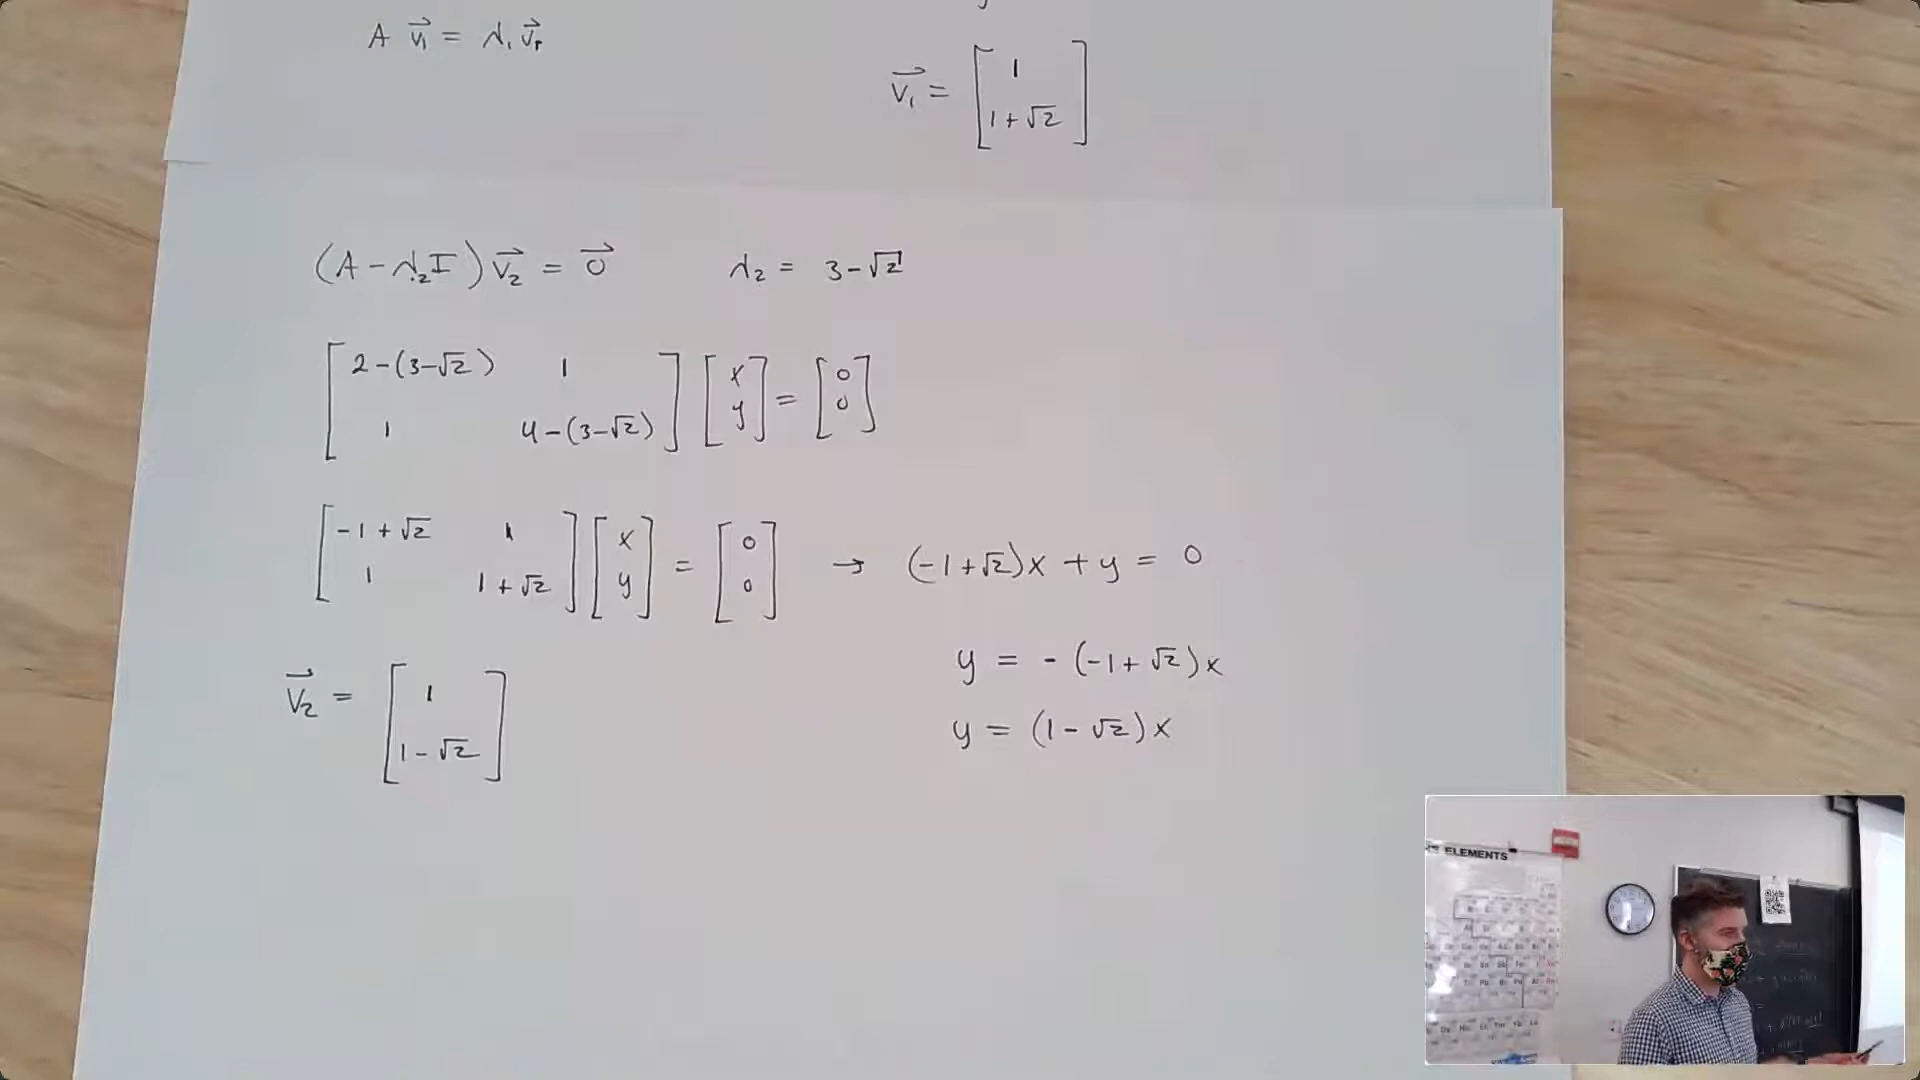 A v⃗₁ = λ₁ v⃗₁
v⃗₁ = [ 1
1+√2 ]
(A - λ₂I) v⃗₂ = 0⃗ λ₂ = 3-√2
[ 2-(3-√2) 1
1 4-(3-√2) ] [ x
y ] = [ 0
0 ]
[ -1+√2 1
1 1+√2 ] [ x
y ] = [ 0
0 ] → (-1+√2)x + y = 0
y = -(-1+√2)x
y = (1-√2)x
v⃗₂ = [ 1
1-√2 ]
ELEMENTS